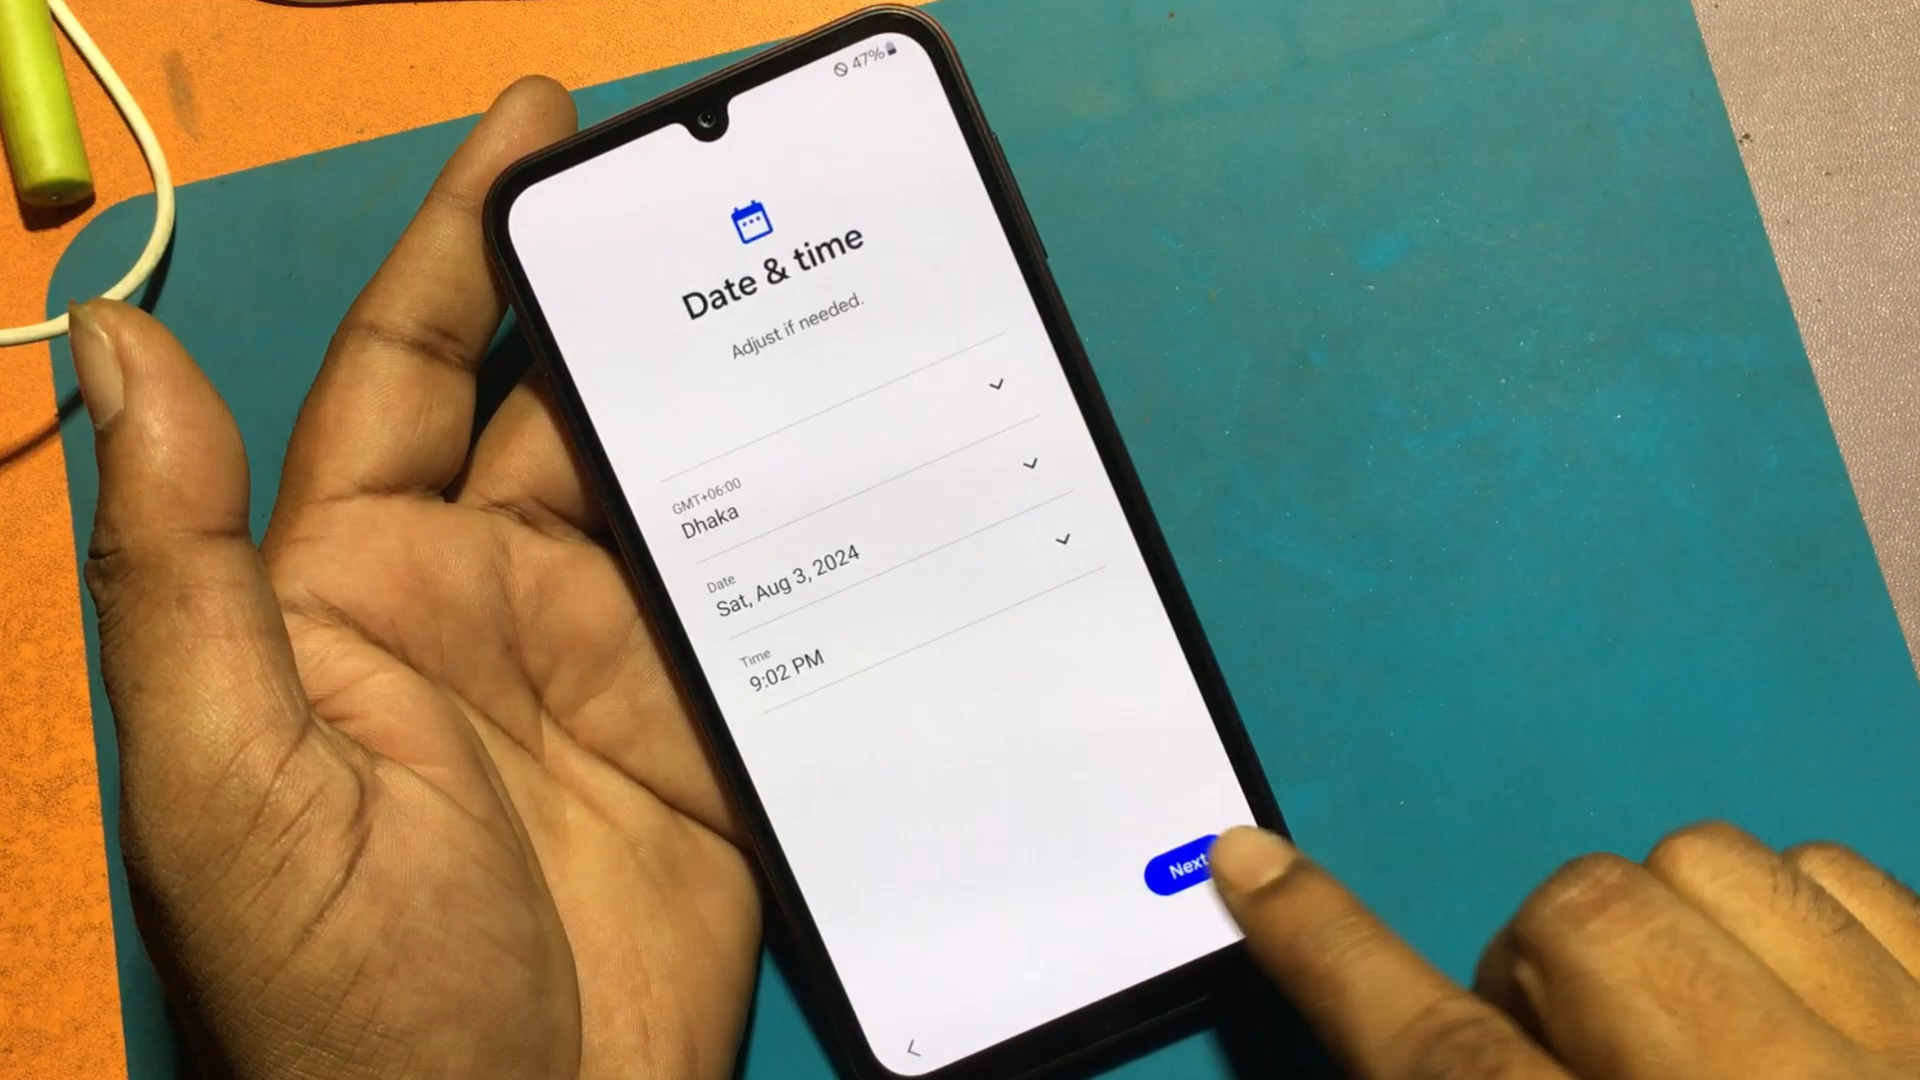 47%
Date & time
Adjust if needed.
GMT+06:00
Dhaka
Date
Sat, Aug 3, 2024
Time
9:02 PM
Next